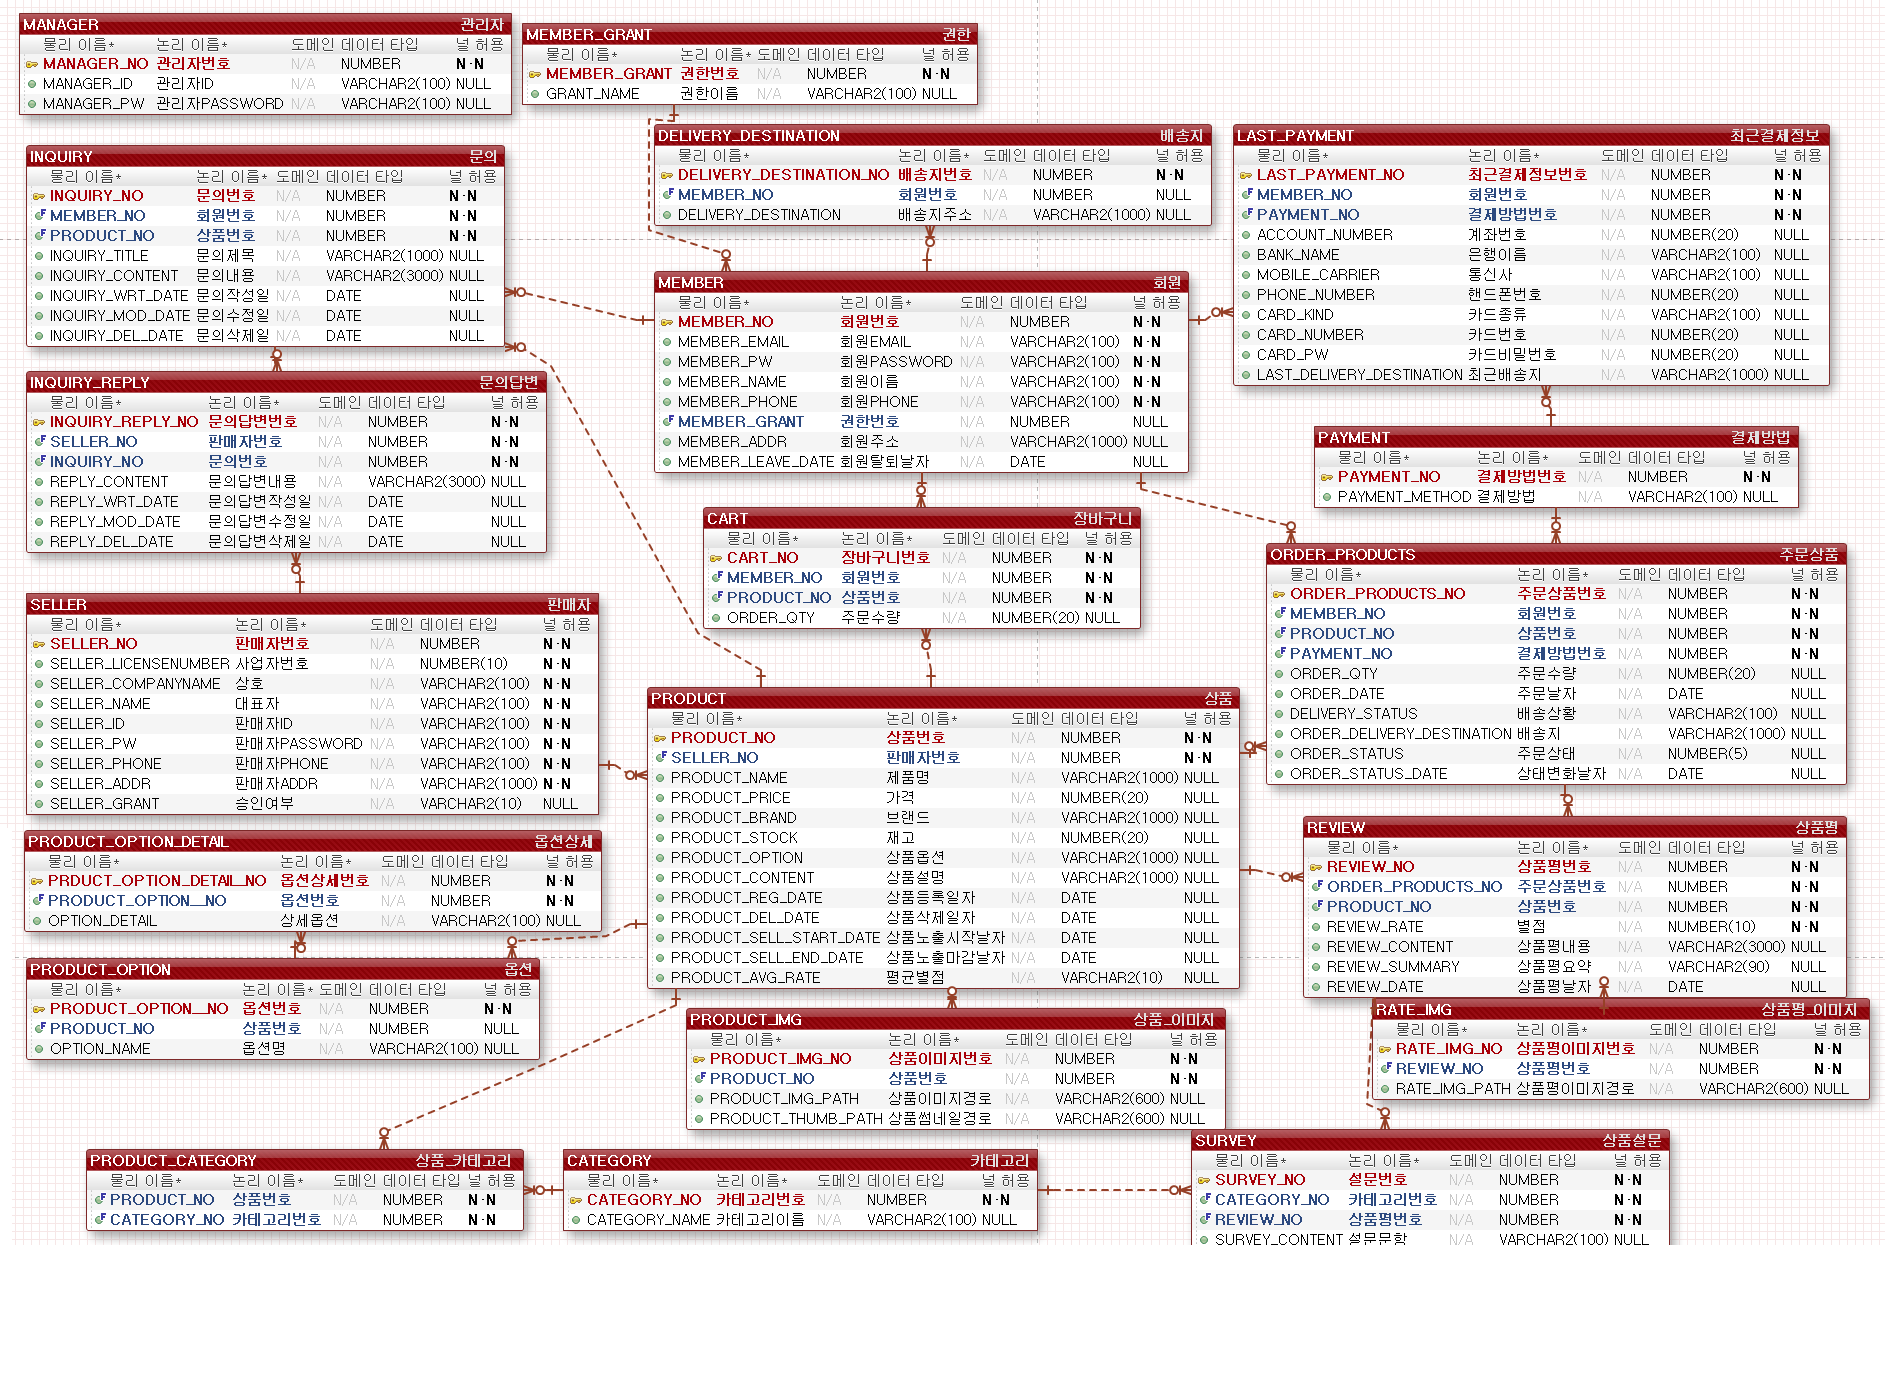 MANAGER 관리자
물리 이름* 논리 이름* 도메인 데이터 타입 널 허용
MANAGER_NO 관리자번호 N/A NUMBER N-N
MANAGER_ID 관리자ID N/A VARCHAR2(100) NULL
MANAGER_PW 관리자PASSWORD N/A VARCHAR2(100) NULL
MEMBER_GRANT 권한
물리 이름* 논리 이름* 도메인 데이터 타입 널 허용
MEMBER_GRANT 권한번호 N/A NUMBER N-N
GRANT_NAME 권한이름 N/A VARCHAR2(100) NULL
DELIVERY_DESTINATION 배송지
물리 이름* 논리 이름* 도메인 데이터 타입 널 허용
DELIVERY_DESTINATION_NO 배송지번호 N/A NUMBER N-N
MEMBER_NO 회원번호 N/A NUMBER NULL
DELIVERY_DESTINATION 배송지주소 N/A VARCHAR2(1000) NULL
LAST_PAYMENT 최근결제정보
물리 이름* 논리 이름* 도메인 데이터 타입 널 허용
LAST_PAYMENT_NO 최근결제정보번호 N/A NUMBER N-N
MEMBER_NO 회원번호 N/A NUMBER N-N
PAYMENT_NO 결제방법번호 N/A NUMBER N-N
ACCOUNT_NUMBER 계좌번호 N/A NUMBER(20) NULL
BANK_NAME 은행이름 N/A VARCHAR2(100) NULL
MOBILE_CARRIER 통신사 N/A VARCHAR2(100) NULL
PHONE_NUMBER 핸드폰번호 N/A NUMBER(20) NULL
CARD_KIND 카드종류 N/A VARCHAR2(100) NULL
CARD_NUMBER 카드번호 N/A NUMBER(20) NULL
CARD_PW 카드비밀번호 N/A NUMBER(20) NULL
LAST_DELIVERY_DESTINATION 최근배송지 N/A VARCHAR2(1000) NULL
INQUIRY 문의
물리 이름* 논리 이름* 도메인 데이터 타입 널 허용
INQUIRY_NO 문의번호 N/A NUMBER N-N
MEMBER_NO 회원번호 N/A NUMBER N-N
PRODUCT_NO 상품번호 N/A NUMBER N-N
INQUIRY_TITLE 문의제목 N/A VARCHAR2(1000) NULL
INQUIRY_CONTENT 문의내용 N/A VARCHAR2(3000) NULL
INQUIRY_WRT_DATE 문의작성일 N/A DATE NULL
INQUIRY_MOD_DATE 문의수정일 N/A DATE NULL
INQUIRY_DEL_DATE 문의삭제일 N/A DATE NULL
MEMBER 회원
물리 이름* 논리 이름* 도메인 데이터 타입 널 허용
MEMBER_NO 회원번호 N/A NUMBER N-N
MEMBER_EMAIL 회원EMAIL N/A VARCHAR2(100) N-N
MEMBER_PW 회원PASSWORD N/A VARCHAR2(100) N-N
MEMBER_NAME 회원이름 N/A VARCHAR2(100) N-N
MEMBER_PHONE 회원PHONE N/A VARCHAR2(100) N-N
MEMBER_GRANT 권한번호 N/A NUMBER NULL
MEMBER_ADDR 회원주소 N/A VARCHAR2(1000) NULL
MEMBER_LEAVE_DATE 회원탈퇴날자 N/A DATE NULL
INQUIRY_REPLY 문의답변
물리 이름* 논리 이름* 도메인 데이터 타입 널 허용
INQUIRY_REPLY_NO 문의답변번호 N/A NUMBER N-N
SELLER_NO 판매자번호 N/A NUMBER N-N
INQUIRY_NO 문의번호 N/A NUMBER N-N
REPLY_CONTENT 문의답변내용 N/A VARCHAR2(3000) NULL
REPLY_WRT_DATE 문의답변작성일 N/A DATE NULL
REPLY_MOD_DATE 문의답변수정일 N/A DATE NULL
REPLY_DEL_DATE 문의답변삭제일 N/A DATE NULL
PAYMENT 결제방법
물리 이름* 논리 이름* 도메인 데이터 타입 널 허용
PAYMENT_NO 결제방법번호 N/A NUMBER N-N
PAYMENT_METHOD 결제방법 N/A VARCHAR2(100) NULL
CART 장바구니
물리 이름* 논리 이름* 도메인 데이터 타입 널 허용
CART_NO 장바구니번호 N/A NUMBER N-N
MEMBER_NO 회원번호 N/A NUMBER N-N
PRODUCT_NO 상품번호 N/A NUMBER N-N
ORDER_QTY 주문수량 N/A NUMBER(20) NULL
ORDER_PRODUCTS 주문상품
물리 이름* 논리 이름* 도메인 데이터 타입 널 허용
ORDER_PRODUCTS_NO 주문상품번호 N/A NUMBER N-N
MEMBER_NO 회원번호 N/A NUMBER N-N
PRODUCT_NO 상품번호 N/A NUMBER N-N
PAYMENT_NO 결제방법번호 N/A NUMBER N-N
ORDER_QTY 주문수량 N/A NUMBER(20) NULL
ORDER_DATE 주문날자 N/A DATE NULL
DELIVERY_STATUS 배송상황 N/A VARCHAR2(100) NULL
ORDER_DELIVERY_DESTINATION 배송지 N/A VARCHAR2(1000) NULL
ORDER_STATUS 주문상태 N/A NUMBER(5) NULL
ORDER_STATUS_DATE 상태변화날자 N/A DATE NULL
SELLER 판매자
물리 이름* 논리 이름* 도메인 데이터 타입 널 허용
SELLER_NO 판매자번호 N/A NUMBER N-N
SELLER_LICENSENUMBER 사업자번호 N/A NUMBER(10) N-N
SELLER_COMPANYNAME 상호 N/A VARCHAR2(100) N-N
SELLER_NAME 대표자 N/A VARCHAR2(100) N-N
SELLER_ID 판매자ID N/A VARCHAR2(100) N-N
SELLER_PW 판매자PASSWORD N/A VARCHAR2(100) N-N
SELLER_PHONE 판매자PHONE N/A VARCHAR2(100) N-N
SELLER_ADDR 판매자ADDR N/A VARCHAR2(1000) N-N
SELLER_GRANT 승인여부 N/A VARCHAR2(10) NULL
PRODUCT 상품
물리 이름* 논리 이름* 도메인 데이터 타입 널 허용
PRODUCT_NO 상품번호 N/A NUMBER N-N
SELLER_NO 판매자번호 N/A NUMBER N-N
PRODUCT_NAME 제품명 N/A VARCHAR2(1000) NULL
PRODUCT_PRICE 가격 N/A NUMBER(20) NULL
PRODUCT_BRAND 브랜드 N/A VARCHAR2(1000) NULL
PRODUCT_STOCK 재고 N/A NUMBER(20) NULL
PRODUCT_OPTION 상품옵션 N/A VARCHAR2(1000) NULL
PRODUCT_CONTENT 상품설명 N/A VARCHAR2(1000) NULL
PRODUCT_REG_DATE 상품등록일자 N/A DATE NULL
PRODUCT_DEL_DATE 상품삭제일자 N/A DATE NULL
PRODUCT_SELL_START_DATE 상품노출시작날자 N/A DATE NULL
PRODUCT_SELL_END_DATE 상품노출마감날자 N/A DATE NULL
PRODUCT_AVG_RATE 평균별점 N/A VARCHAR2(10) NULL
REVIEW 상품평
물리 이름* 논리 이름* 도메인 데이터 타입 널 허용
REVIEW_NO 상품평번호 N/A NUMBER N-N
ORDER_PRODUCTS_NO 주문상품번호 N/A NUMBER N-N
PRODUCT_NO 상품번호 N/A NUMBER N-N
REVIEW_RATE 별점 N/A NUMBER(10) N-N
REVIEW_CONTENT 상품평내용 N/A VARCHAR2(3000) NULL
REVIEW_SUMMARY 상품평요약 N/A VARCHAR2(90) NULL
REVIEW_DATE 상품평날자 N/A DATE NULL
PRODUCT_OPTION_DETAIL 옵션상세
물리 이름* 논리 이름* 도메인 데이터 타입 널 허용
PRDUCT_OPTION_DETAIL_NO 옵션상세번호 N/A NUMBER N-N
PRODUCT_OPTION__NO 옵션번호 N/A NUMBER N-N
OPTION_DETAIL 상세옵션 N/A VARCHAR2(100) NULL
PRODUCT_OPTION 옵션
물리 이름* 논리 이름* 도메인 데이터 타입 널 허용
PRODUCT_OPTION__NO 옵션번호 N/A NUMBER N-N
PRODUCT_NO 상품번호 N/A NUMBER NULL
OPTION_NAME 옵션명 N/A VARCHAR2(100) NULL
PRODUCT_IMG 상품_이미지
물리 이름* 논리 이름* 도메인 데이터 타입 널 허용
PRODUCT_IMG_NO 상품이미지번호 N/A NUMBER N-N
PRODUCT_NO 상품번호 N/A NUMBER N-N
PRODUCT_IMG_PATH 상품이미지경로 N/A VARCHAR2(600) NULL
PRODUCT_THUMB_PATH 상품썸네일경로 N/A VARCHAR2(600) NULL
RATE_IMG 상품평_이미지
물리 이름* 논리 이름* 도메인 데이터 타입 널 허용
RATE_IMG_NO 상품평이미지번호 N/A NUMBER N-N
REVIEW_NO 상품평번호 N/A NUMBER N-N
RATE_IMG_PATH 상품평이미지경로 N/A VARCHAR2(600) NULL
PRODUCT_CATEGORY 상품_카테고리
물리 이름* 논리 이름* 도메인 데이터 타입 널 허용
PRODUCT_NO 상품번호 N/A NUMBER N-N
CATEGORY_NO 카테고리번호 N/A NUMBER N-N
CATEGORY 카테고리
물리 이름* 논리 이름* 도메인 데이터 타입 널 허용
CATEGORY_NO 카테고리번호 N/A NUMBER N-N
CATEGORY_NAME 카테고리이름 N/A VARCHAR2(100) NULL
SURVEY 상품설문
물리 이름* 논리 이름* 도메인 데이터 타입 널 허용
SURVEY_NO 설문번호 N/A NUMBER N-N
CATEGORY_NO 카테고리번호 N/A NUMBER N-N
REVIEW_NO 상품평번호 N/A NUMBER N-N
SURVEY_CONTENT 설문문항 N/A VARCHAR2(100) NULL